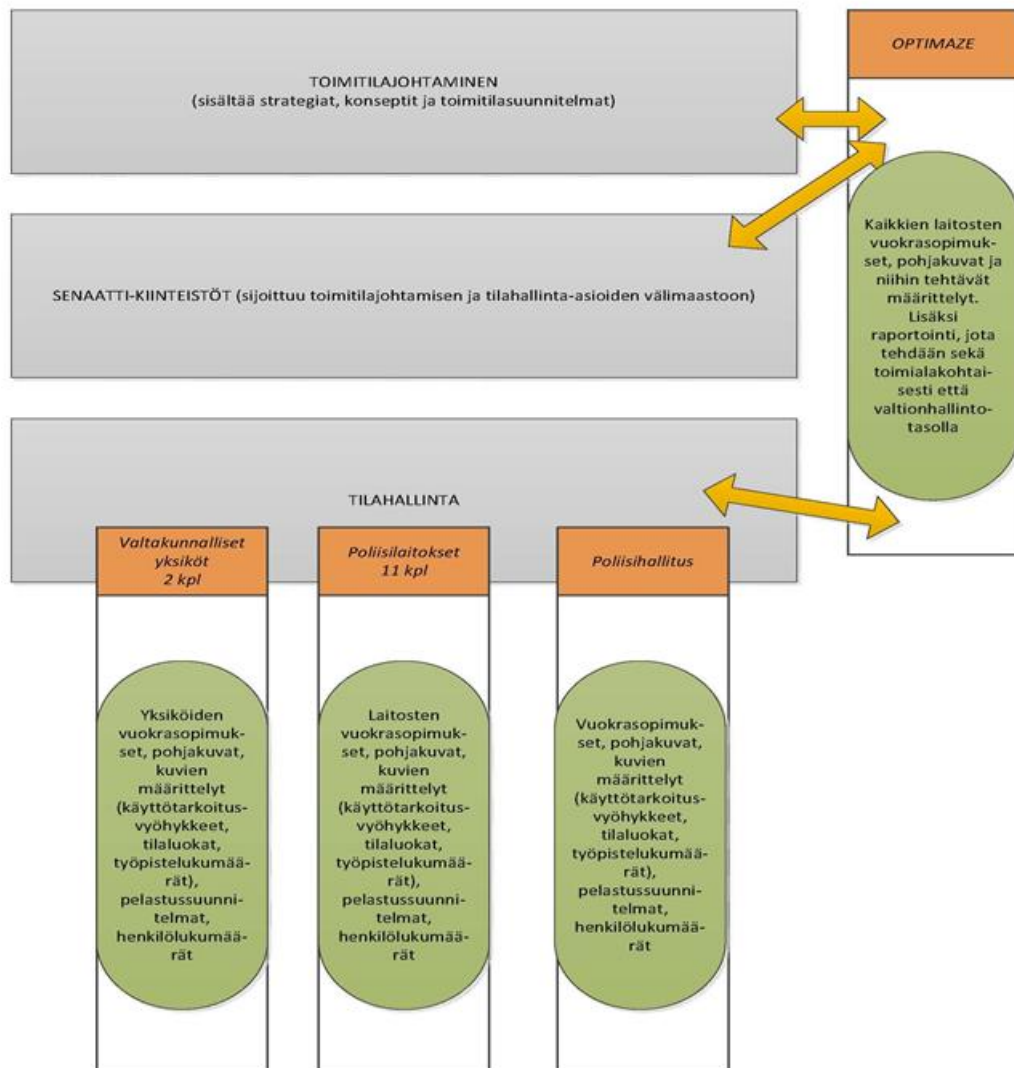 TOIMITILAJOHTAMINEN
(sisältää strategiat, konseptit ja toimitilasuunnitelmat)
OPTIMAZE
SENAATTI-KIINTEISTÖT (sijoittuu toimitilajohtamisen ja tilahallinta-asioiden välimaastoon)
Kaikkien laitosten
vuokrasopimuk-
set, pohjakuvat ja
niihin tehtävät
määrittelyt.
Lisäksi
raportointi, jota
tehdään sekä
toimialakohtai-
sesti että
valtionhallinto-
tasolla
TILAHALLINTA
Valtakunnalliset
yksiköt
2 kpl
Yksiköiden
vuokrasopimuk-
set, pohjakuvat,
kuvien
määrittelyt
(käyttötarkoitus-
vyöhykkeet,
tilaluokat,
työpistelukumää-
rät),
pelastussuunni-
telmat,
henkilölukumää-
rät
Poliisilaitokset
11 kpl
Laitosten
vuokrasopimuk-
set, pohjakuvat,
kuvien
määrittelyt
(käyttötarkoitus-
vyöhykkeet,
tilaluokat,
työpistelukumää-
rät),
pelastussuunni-
telmat,
henkilölukumää-
rät
Poliisihallitus
Vuokrasopimuk-
set, pohjakuvat,
kuvien
määrittelyt
(käyttötarkoitus-
vyöhykkeet,
tilaluokat,
työpistelukumää-
rät),
pelastussuunni-
telmat,
henkilölukumää-
rät